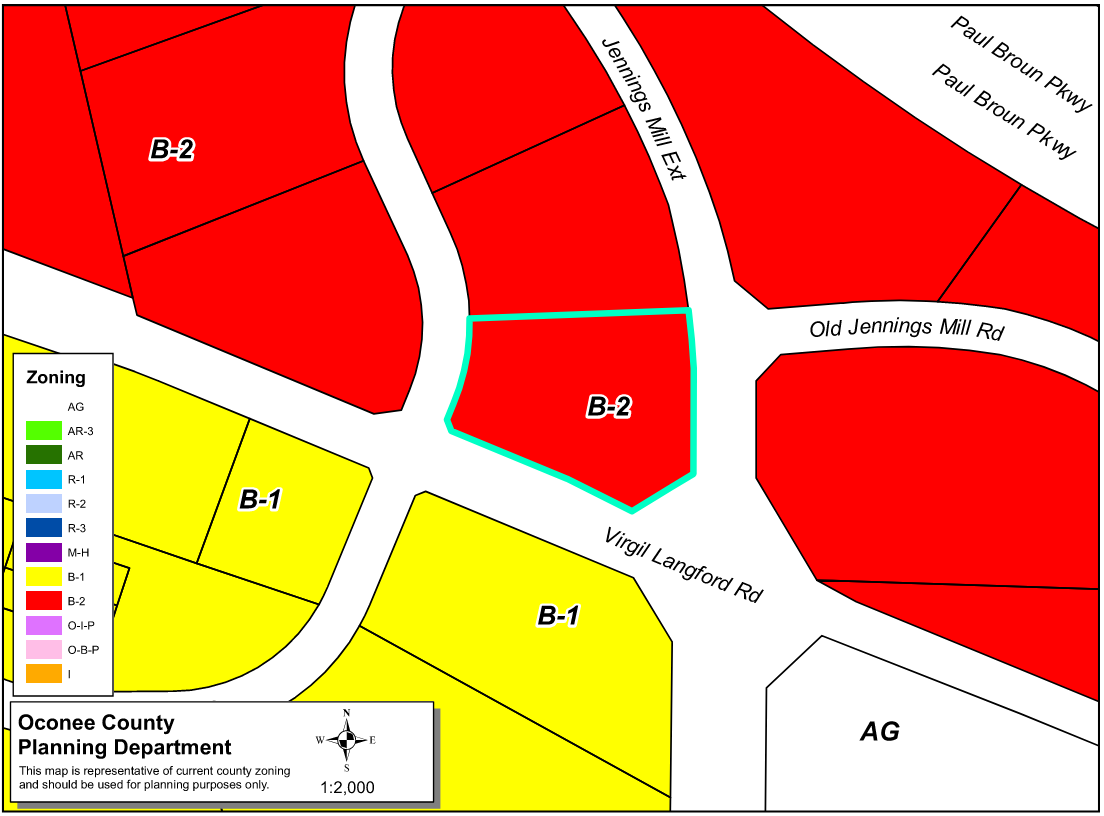 Paul Broun Pkwy
Paul Broun Pkwy
Jennings Mill Ext
B-2
Old Jennings Mill Rd
B-2
Zoning
AG
AR-3
AR
R-1
R-2
R-3
M-H
B-1
B-2
O-I-P
O-B-P
I
B-1
Virgil Langford Rd
B-1
AG
Oconee County
Planning Department
This map is representative of current county zoning
and should be used for planning purposes only.
N
W E
S
1:2,000